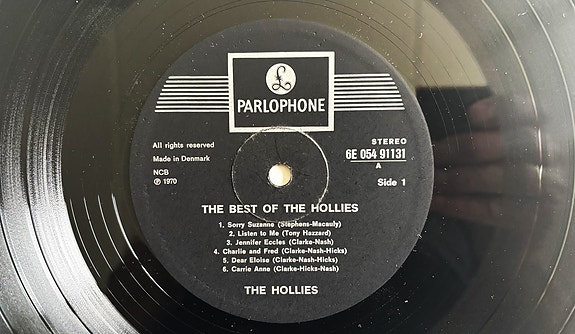 £
PARLOPHONE
All rights reserved
Made in Denmark
NCB
℗ 1970
STEREO
6E 054 91131
A
Side 1
THE BEST OF THE HOLLIES
1. Sorry Suzanne (Stephens-Macauly)
2. Listen to Me (Tony Hazzard)
3. Jennifer Eccles (Clarke-Nash)
4. Charlie and Fred (Clarke-Nash-Hicks)
5. Dear Eloise (Clarke-Nash-Hicks)
6. Carrie Anne (Clarke-Hicks-Nash)
THE HOLLIES